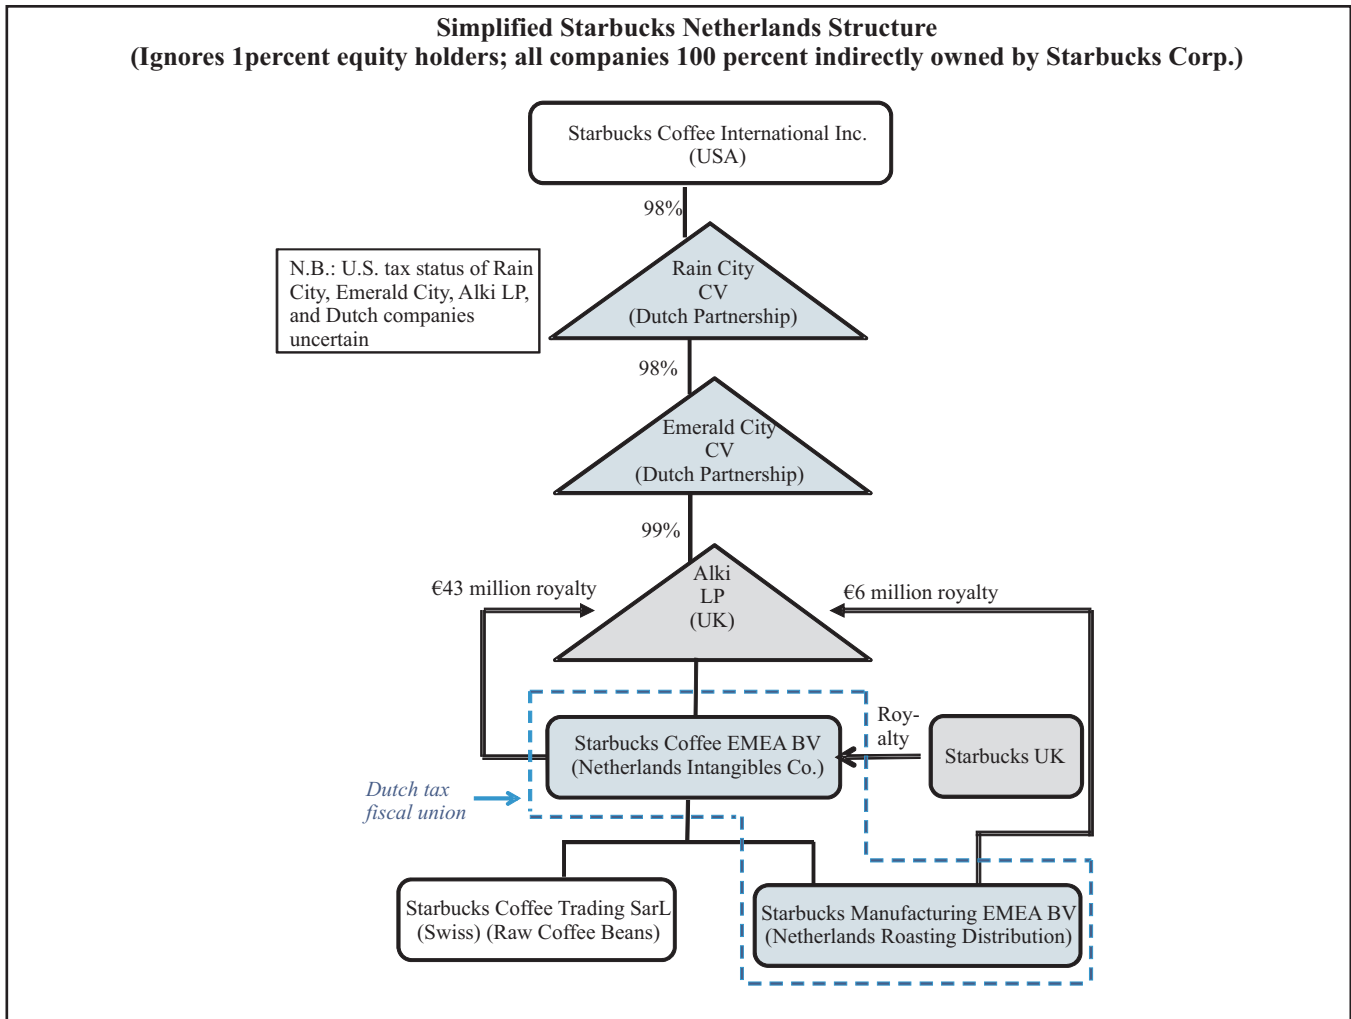 Simplified Starbucks Netherlands Structure
(Ignores 1percent equity holders; all companies 100 percent indirectly owned by Starbucks Corp.)
Starbucks Coffee International Inc.
(USA)
98%
N.B.: U.S. tax status of Rain
City, Emerald City, Alki LP,
and Dutch companies
uncertain
Rain City
CV
(Dutch Partnership)
98%
Emerald City
CV
(Dutch Partnership)
99%
€43 million royalty
Alki
LP
(UK)
€6 million royalty
Starbucks Coffee EMEA BV
(Netherlands Intangibles Co.)
Roy-
alty
Starbucks UK
Dutch tax
fiscal union
Starbucks Coffee Trading SarL
(Swiss) (Raw Coffee Beans)
Starbucks Manufacturing EMEA BV
(Netherlands Roasting Distribution)